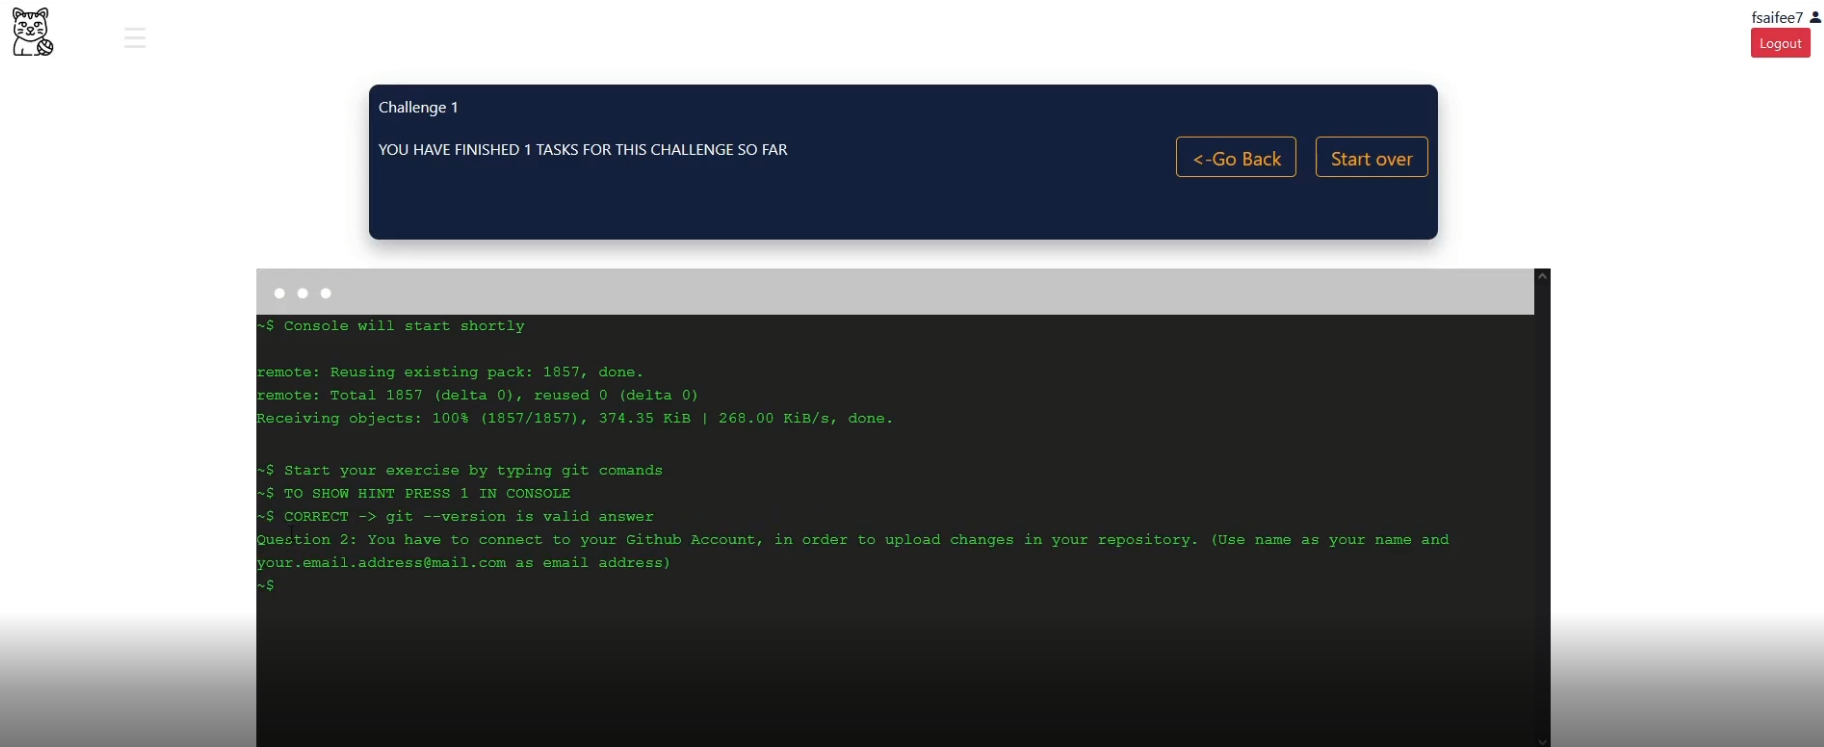 fsaifee7
Logout
Challenge 1
YOU HAVE FINISHED 1 TASKS FOR THIS CHALLENGE SO FAR
<-Go Back
Start over
~$ Console will start shortly
remote: Reusing existing pack: 1857, done.
remote: Total 1857 (delta 0), reused 0 (delta 0)
Receiving objects: 100% (1857/1857), 374.35 KiB | 268.00 KiB/s, done.
~$ Start your exercise by typing git comands
~$ TO SHOW HINT PRESS 1 IN CONSOLE
~$ CORRECT -> git --version is valid answer
Question 2: You have to connect to your Github Account, in order to upload changes in your repository. (Use name as your name and
your.email.address@mail.com as email address)
~$